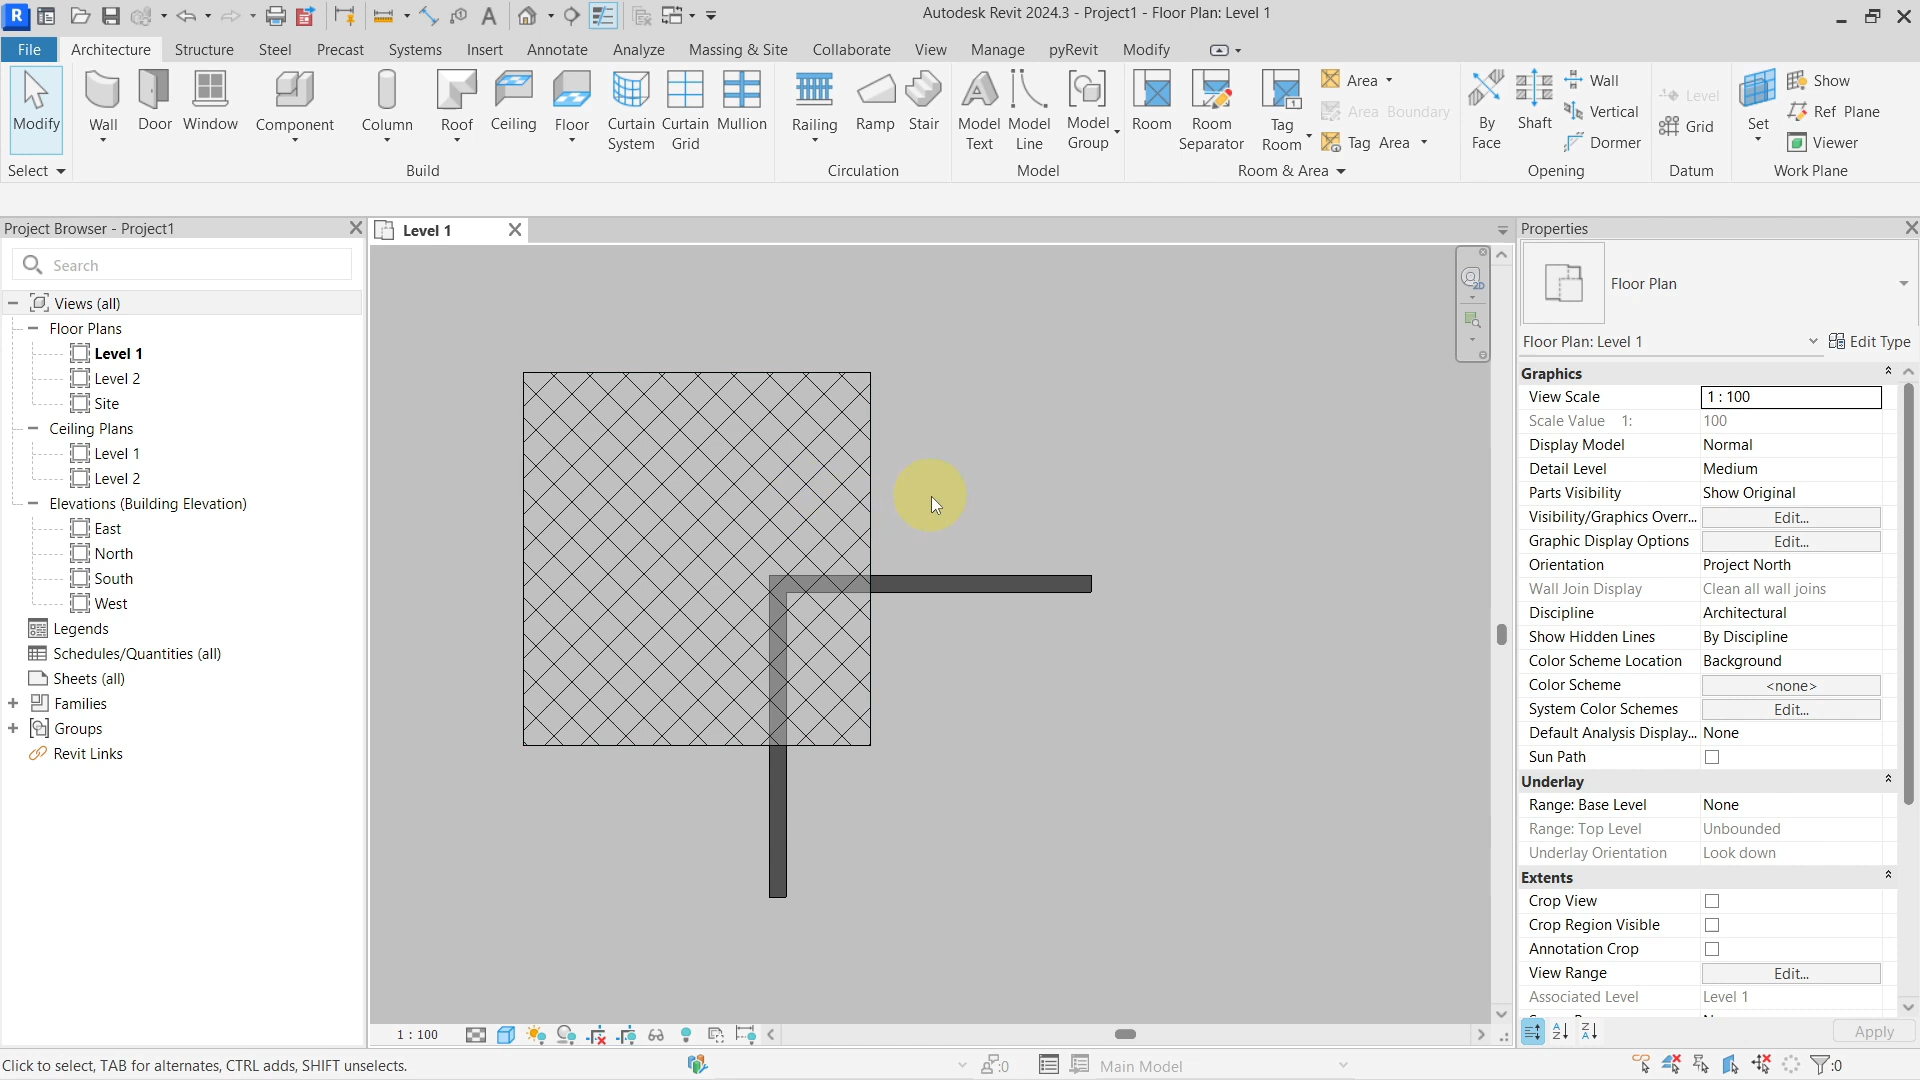 Autodesk Revit 2024.3 - Project1 - Floor Plan: Level 1
File Architecture Structure Steel Precast Systems Insert Annotate Analyze Massing & Site Collaborate View Manage pyRevit Modify
Modify
Wall
Door
Window
Component
Column
Roof
Ceiling
Floor
Curtain System
Curtain Grid
Mullion
Railing
Ramp
Stair
Model Text
Model Line
Model Group
Room
Room Separator
Tag Room
Area
Area Boundary
Tag Area
By Face
Shaft
Wall
Vertical
Dormer
Level
Grid
Set
Show
Ref Plane
Viewer
Select Build Circulation Model Room & Area Opening Datum Work Plane
Project Browser - Project1
Search
Views (all)
Floor Plans
Level 1
Level 2
Site
Ceiling Plans
Level 1
Level 2
Elevations (Building Elevation)
East
North
South
West
Legends
Schedules/Quantities (all)
Sheets (all)
Families
Groups
Revit Links
Level 1
2D
Properties
Floor Plan
Floor Plan: Level 1 Edit Type
Graphics
View Scale 1 : 100
Scale Value 1: 100
Display Model Normal
Detail Level Medium
Parts Visibility Show Original
Visibility/Graphics Overr... Edit...
Graphic Display Options Edit...
Orientation Project North
Wall Join Display Clean all wall joins
Discipline Architectural
Show Hidden Lines By Discipline
Color Scheme Location Background
Color Scheme <none>
System Color Schemes Edit...
Default Analysis Display... None
Sun Path
Underlay
Range: Base Level None
Range: Top Level Unbounded
Underlay Orientation Look down
Extents
Crop View
Crop Region Visible
Annotation Crop
View Range Edit...
Associated Level Level 1
Apply
1 : 100
Click to select, TAB for alternates, CTRL adds, SHIFT unselects.
:0
Main Model
:0